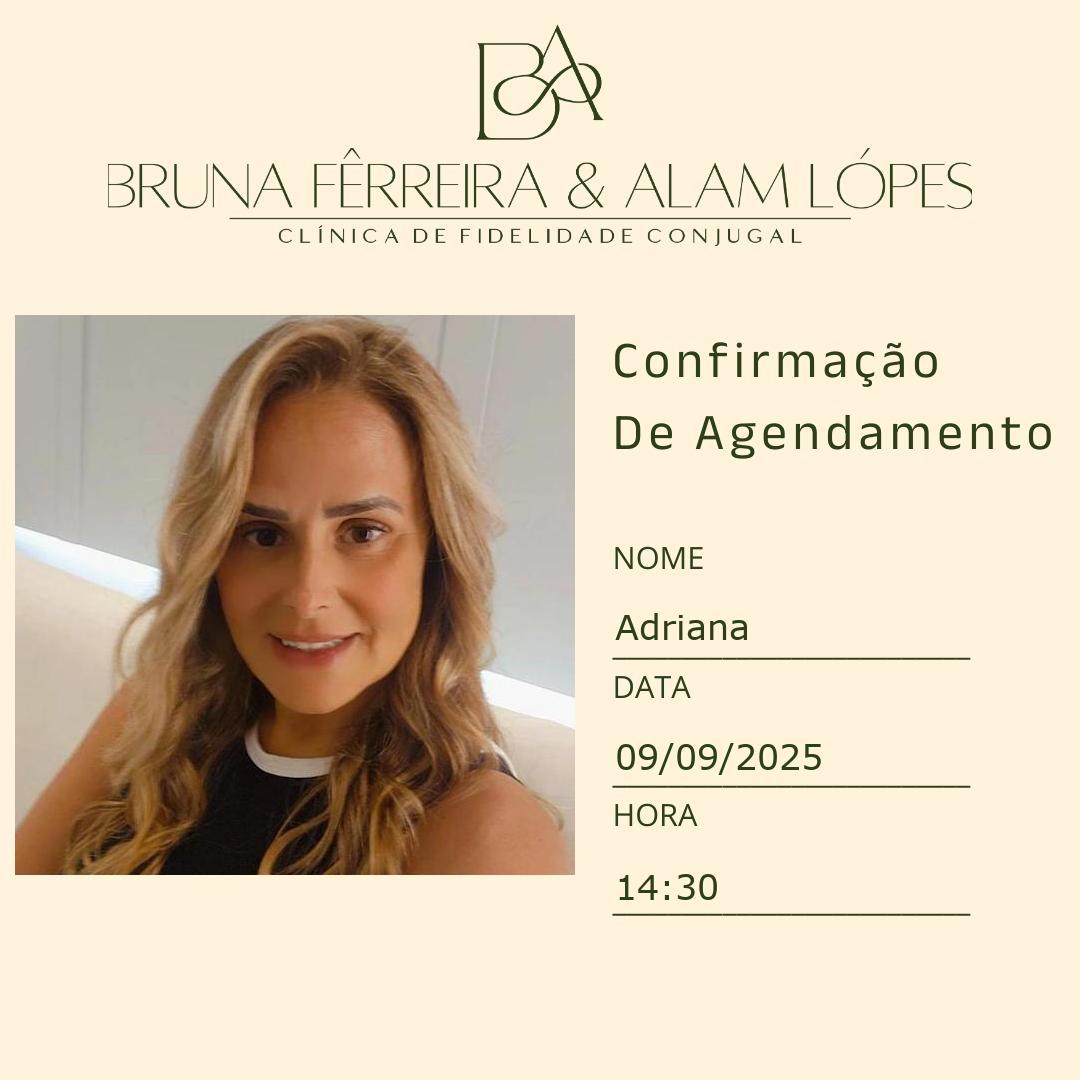 BA
BRUNA FÊRREIRA & ALAM LÓPES
CLÍNICA DE FIDELIDADE CONJUGAL
Confirmação
De Agendamento
NOME
Adriana
DATA
09/09/2025
HORA
14:30